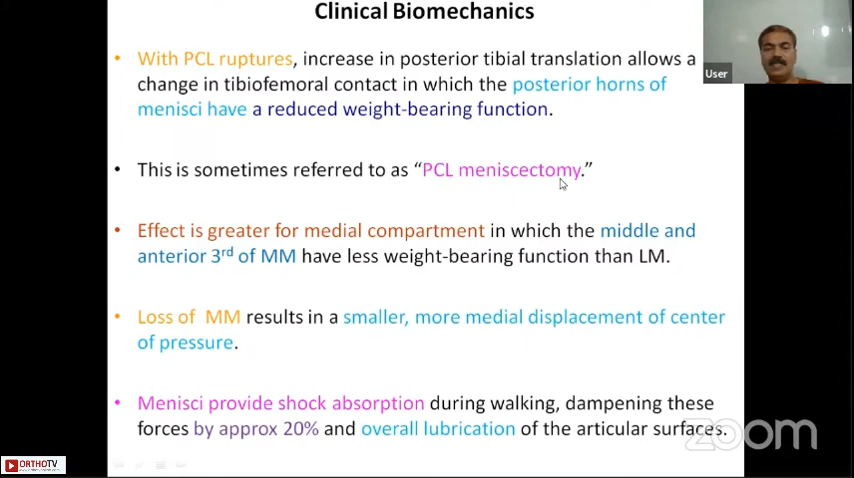 Clinical Biomechanics
User
• With PCL ruptures, increase in posterior tibial translation allows a
change in tibiofemoral contact in which the posterior horns of
menisci have a reduced weight-bearing function.
• This is sometimes referred to as “PCL meniscectomy.”
• Effect is greater for medial compartment in which the middle and
anterior 3rd of MM have less weight-bearing function than LM.
• Loss of MM results in a smaller, more medial displacement of center
of pressure.
• Menisci provide shock absorption during walking, dampening these
forces by approx 20% and overall lubrication of the articular surfaces.
zoom
ORTHOTV